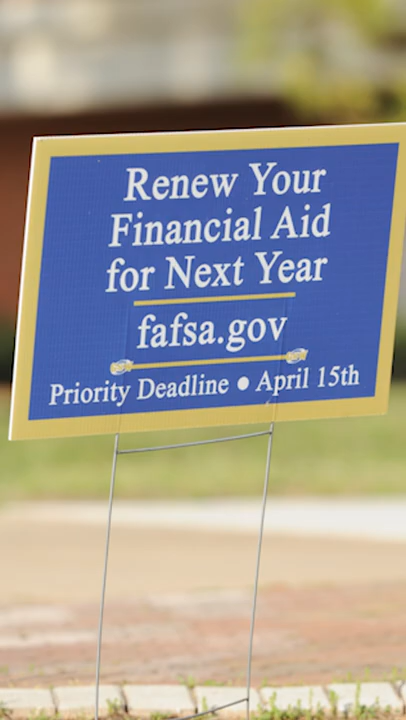 Renew Your
Financial Aid
for Next Year
fafsa.gov
Priority Deadline ● April 15th